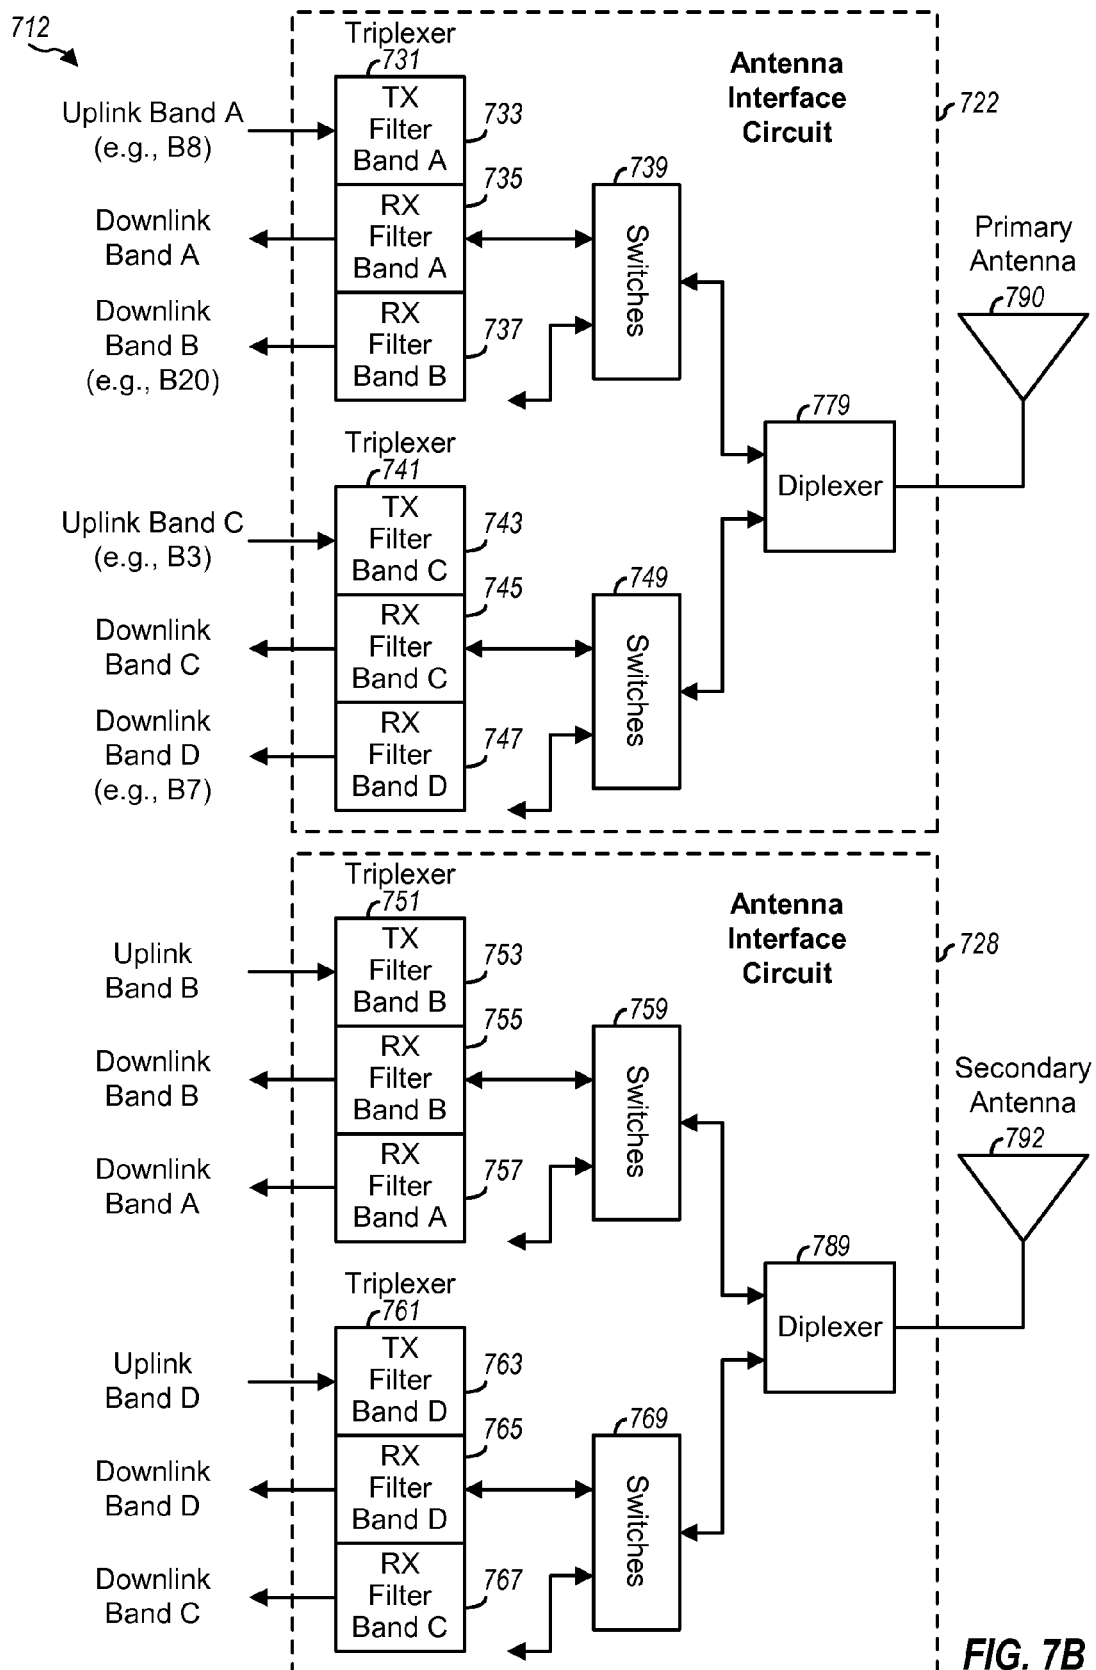 712
Triplexer
731
Antenna
Interface
Circuit
722
Uplink Band A
(e.g., B8)
TX
Filter
Band A
733
Downlink
Band A
RX
Filter
Band A
735
739
Switches
Primary
Antenna
790
Downlink
Band B
(e.g., B20)
RX
Filter
Band B
737
779
Diplexer
Triplexer
741
Uplink Band C
(e.g., B3)
TX
Filter
Band C
743
Downlink
Band C
RX
Filter
Band C
745
749
Switches
Downlink
Band D
(e.g., B7)
RX
Filter
Band D
747
Triplexer
751
Antenna
Interface
Circuit
728
Uplink
Band B
TX
Filter
Band B
753
Downlink
Band B
RX
Filter
Band B
755
759
Switches
Secondary
Antenna
792
Downlink
Band A
RX
Filter
Band A
757
789
Diplexer
Triplexer
761
Uplink
Band D
TX
Filter
Band D
763
Downlink
Band D
RX
Filter
Band D
765
769
Switches
Downlink
Band C
RX
Filter
Band C
767
FIG. 7B